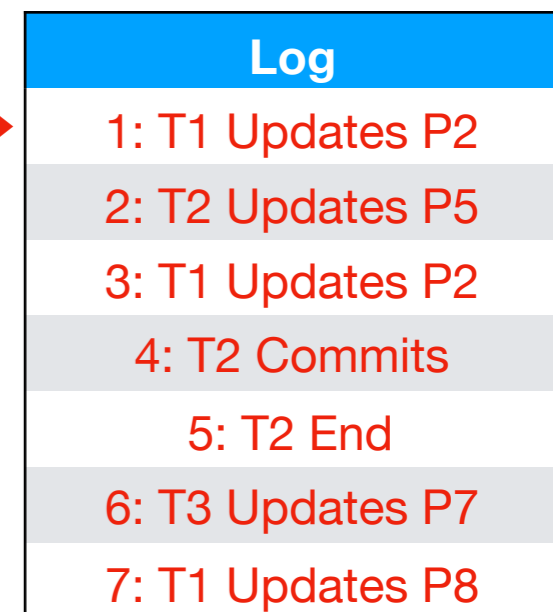 Log
1: T1 Updates P2
2: T2 Updates P5
3: T1 Updates P2
4: T2 Commits
5: T2 End
6: T3 Updates P7
7: T1 Updates P8